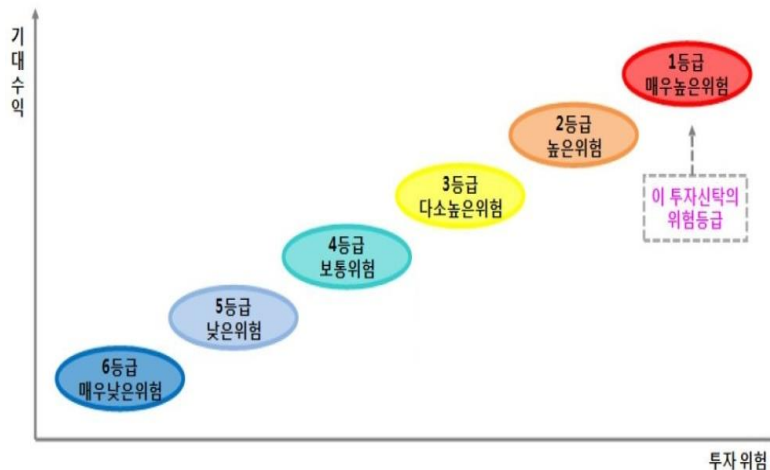 기대수익
1등급
매우높은위험
2등급
높은위험
3등급
다소높은위험
이 투자신탁의
위험등급
4등급
보통위험
5등급
낮은위험
6등급
매우낮은위험
투자 위험